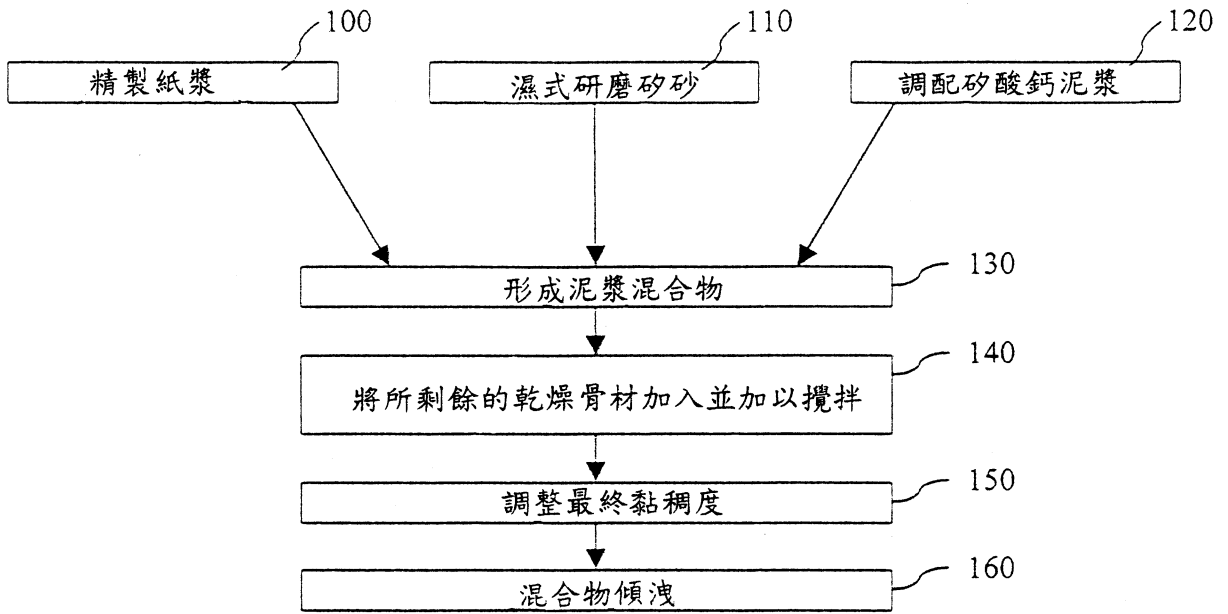 100
精製紙漿
110
濕式研磨矽砂
120
調配矽酸鈣泥漿
130
形成泥漿混合物
140
將所剩餘的乾燥骨材加入並加以攪拌
150
調整最終黏稠度
160
混合物傾洩